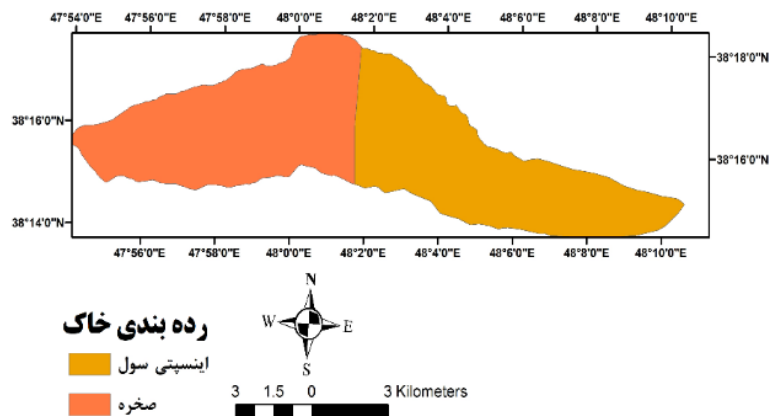 47°54'0"E 47°56'0"E 47°58'0"E 48°0'0"E 48°2'0"E 48°4'0"E 48°6'0"E 48°8'0"E 48°10'0"E
38°18'0"N
38°16'0"N
38°16'0"N
38°14'0"N
47°56'0"E 47°58'0"E 48°0'0"E 48°2'0"E 48°4'0"E 48°6'0"E 48°8'0"E 48°10'0"E
N
W E
S
رده بندی خاک
اینسپتی سول
صخره
3 1.5 0 3 Kilometers